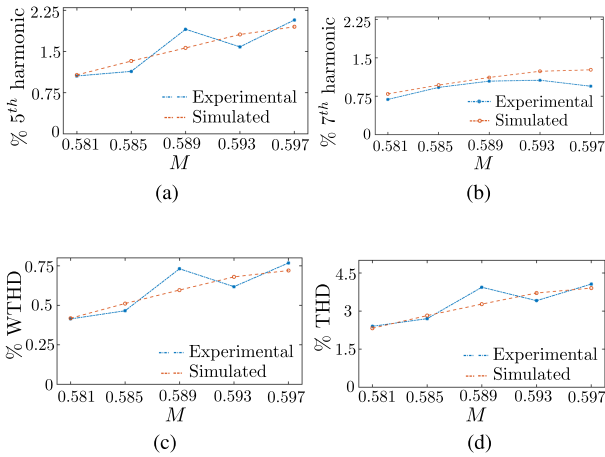 % 5th harmonic
2.25
1.5
0.75
0
Experimental
Simulated
0.581 0.585 0.589 0.593 0.597
M
(a)
% 7th harmonic
2.25
1.5
0.75
0
Experimental
Simulated
0.581 0.585 0.589 0.593 0.597
M
(b)
% WTHD
0.75
0.5
0.25
0
Experimental
Simulated
0.581 0.585 0.589 0.593 0.597
M
(c)
% THD
4.5
3
1.5
0
Experimental
Simulated
0.581 0.585 0.589 0.593 0.597
M
(d)